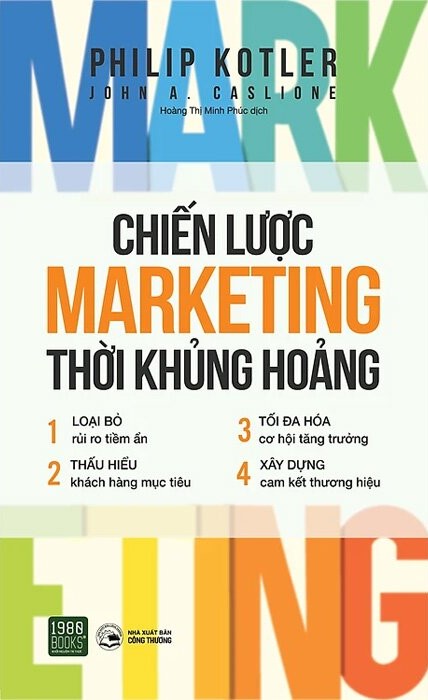 MARK
PHILIP KOTLER
JOHN A. CASLIONE
Hoàng Thị Minh Phúc dịch
CHIẾN LƯỢC
MARKETING
THỜI KHỦNG HOẢNG
1 LOẠI BỎ
rủi ro tiềm ẩn
2 THẤU HIỂU
khách hàng mục tiêu
3 TỐI ĐA HÓA
cơ hội tăng trưởng
4 XÂY DỰNG
cam kết thương hiệu
ETING
1980
BOOKS
NHÀ XUẤT BẢN
CÔNG THƯƠNG